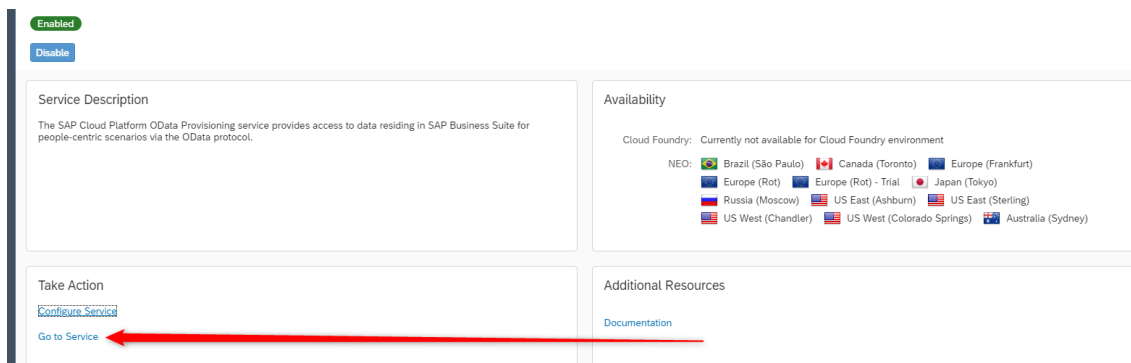 Enabled
Disable
Service Description
The SAP Cloud Platform OData Provisioning service provides access to data residing in SAP Business Suite for
people-centric scenarios via the OData protocol.
Availability
Cloud Foundry: Currently not available for Cloud Foundry environment
NEO: Brazil (São Paulo) Canada (Toronto) Europe (Frankfurt)
Europe (Rot) Europe (Rot) - Trial Japan (Tokyo)
Russia (Moscow) US East (Ashburn) US East (Sterling)
US West (Chandler) US West (Colorado Springs) Australia (Sydney)
Take Action
Configure Service
Go to Service
Additional Resources
Documentation